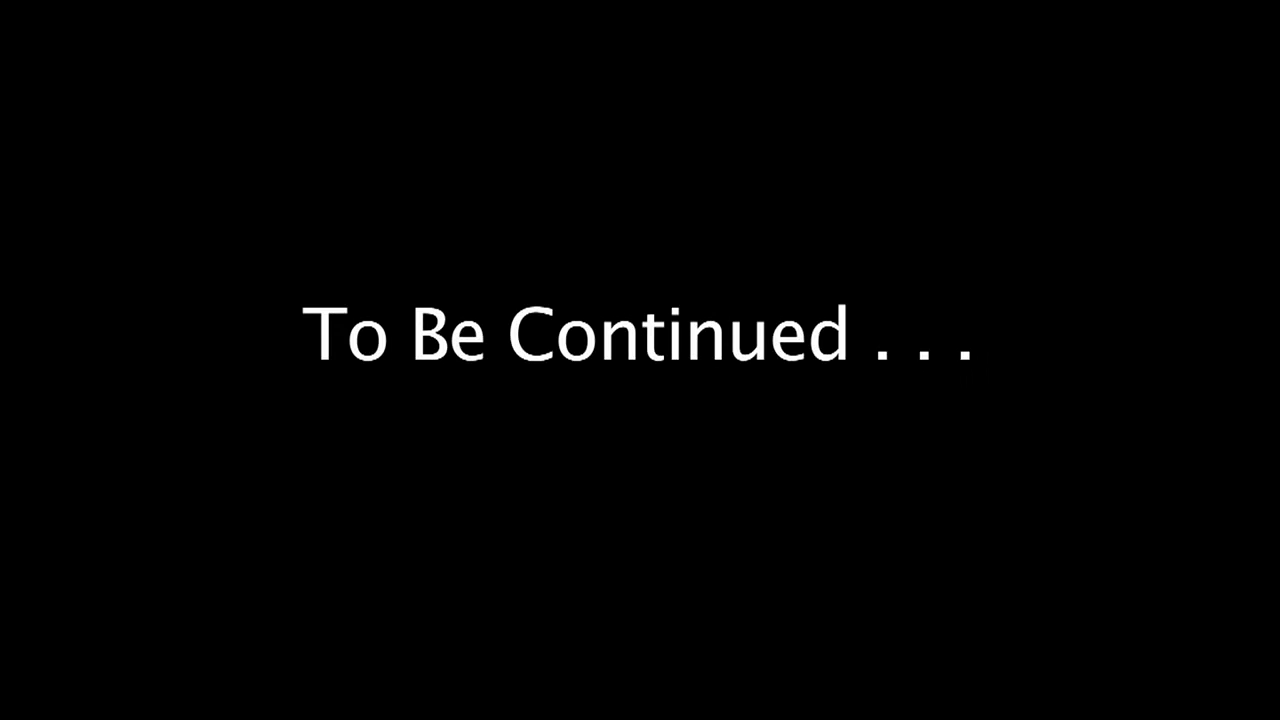 To Be Continued . . .